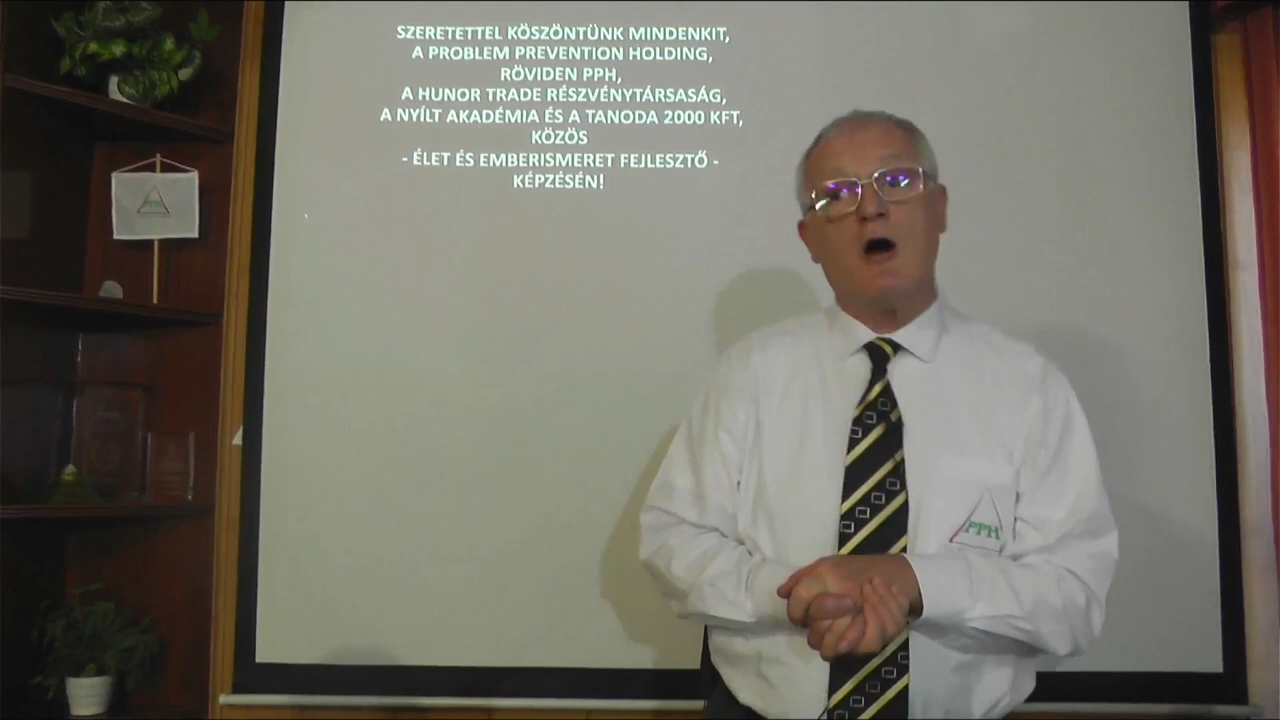 SZERETETTEL KÖSZÖNTÜNK MINDENKIT,
A PROBLEM PREVENTION HOLDING,
RÖVIDEN PPH,
A HUNOR TRADE RÉSZVÉNYTÁRSASÁG,
A NYÍLT AKADÉMIA ÉS A TANODA 2000 KFT,
KÖZÖS
- ÉLET ÉS EMBERISMERET FEJLESZTŐ -
KÉPZÉSÉN!
PPH
PPH